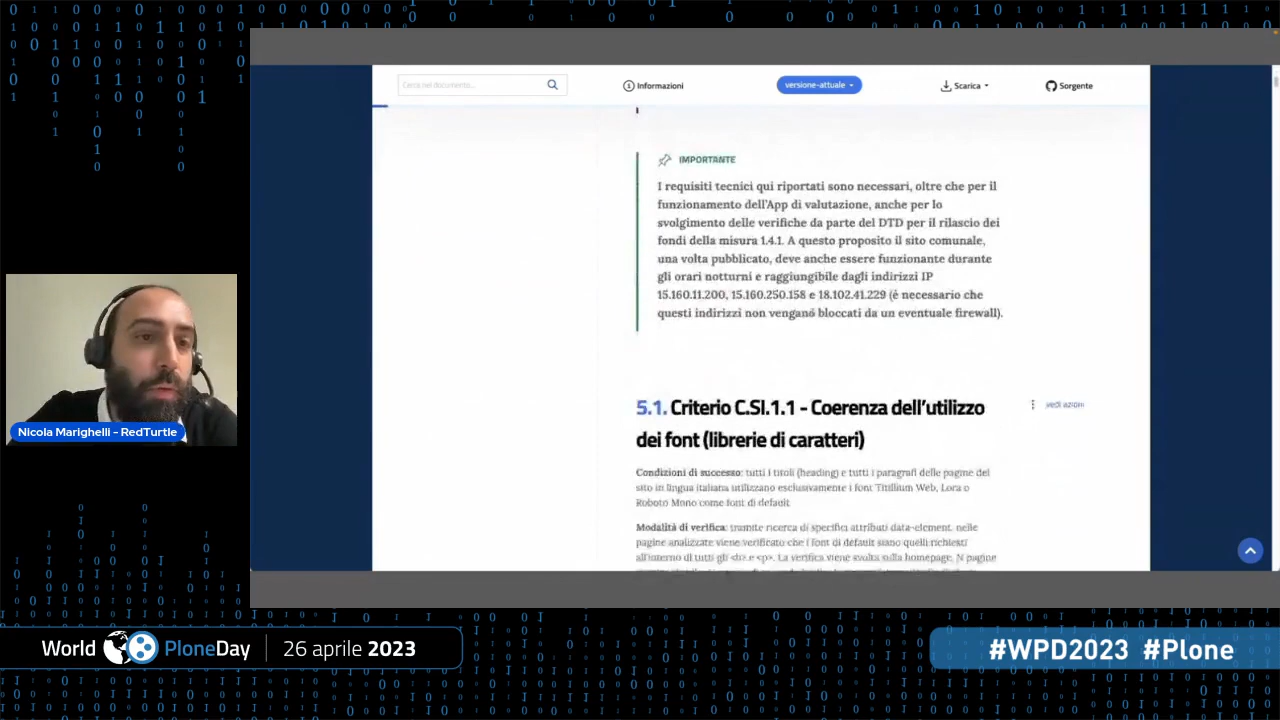 Cerca nel documento...
Informazioni
versione-attuale
Scarica
Sorgente
IMPORTANTE
I requisiti tecnici qui riportati sono necessari, oltre che per il
funzionamento dell'App di valutazione, anche per lo
svolgimento delle verifiche da parte del DTD per il rilascio dei
fondi della misura 1.4.1. A questo proposito il sito comunale,
una volta pubblicato, deve anche essere funzionante durante
gli orari notturni e raggiungibile dagli indirizzi IP
15.160.11.200, 15.160.250.158 e 18.102.41.229 (è necessario che
questi indirizzi non vengano bloccati da un eventuale firewall).
5.1. Criterio C.SI.1.1 - Coerenza dell'utilizzo
dei font (librerie di caratteri)
vedi azioni
Condizioni di successo: tutti i titoli (heading) e tutti i paragrafi delle pagine del
sito in lingua italiana utilizzano esclusivamente i font Titillium Web, Lora o
Roboto Mono come font di default
Modalità di verifica: tramite ricerca di specifici attributi data-element, nelle
pagine analizzate viene verificato che i font di default siano quelli richiesti
all'interno di tutti gli <h> e <p>. La verifica viene svolta sulla homepage, N pagine
Nicola Marighelli - RedTurtle
World PloneDay
26 aprile 2023
#WPD2023 #Plone